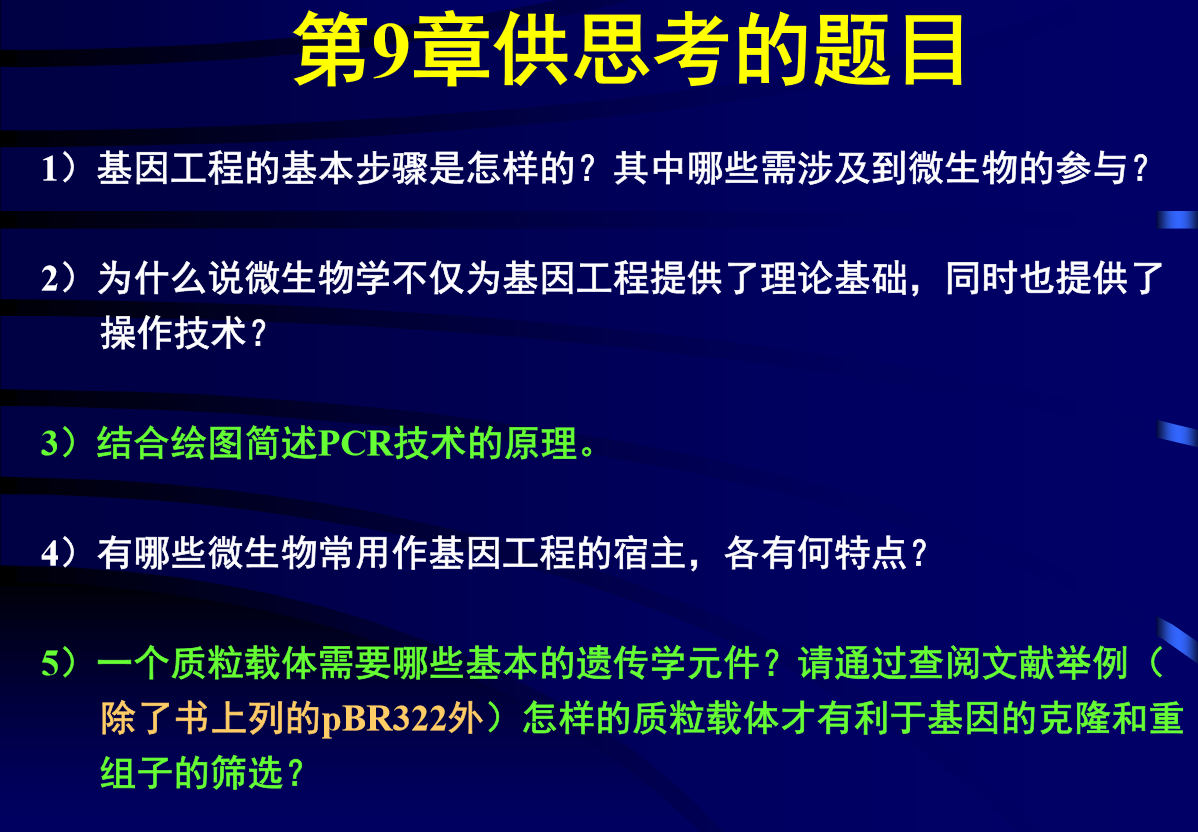 第9章供思考的题目
1）基因工程的基本步骤是怎样的？其中哪些需涉及到微生物的参与？
2）为什么说微生物学不仅为基因工程提供了理论基础，同时也提供了
操作技术？
3）结合绘图简述PCR技术的原理。
4）有哪些微生物常用作基因工程的宿主，各有何特点？
5）一个质粒载体需要哪些基本的遗传学元件？请通过查阅文献举例（
除了书上列的pBR322外）怎样的质粒载体才有利于基因的克隆和重
组子的筛选？